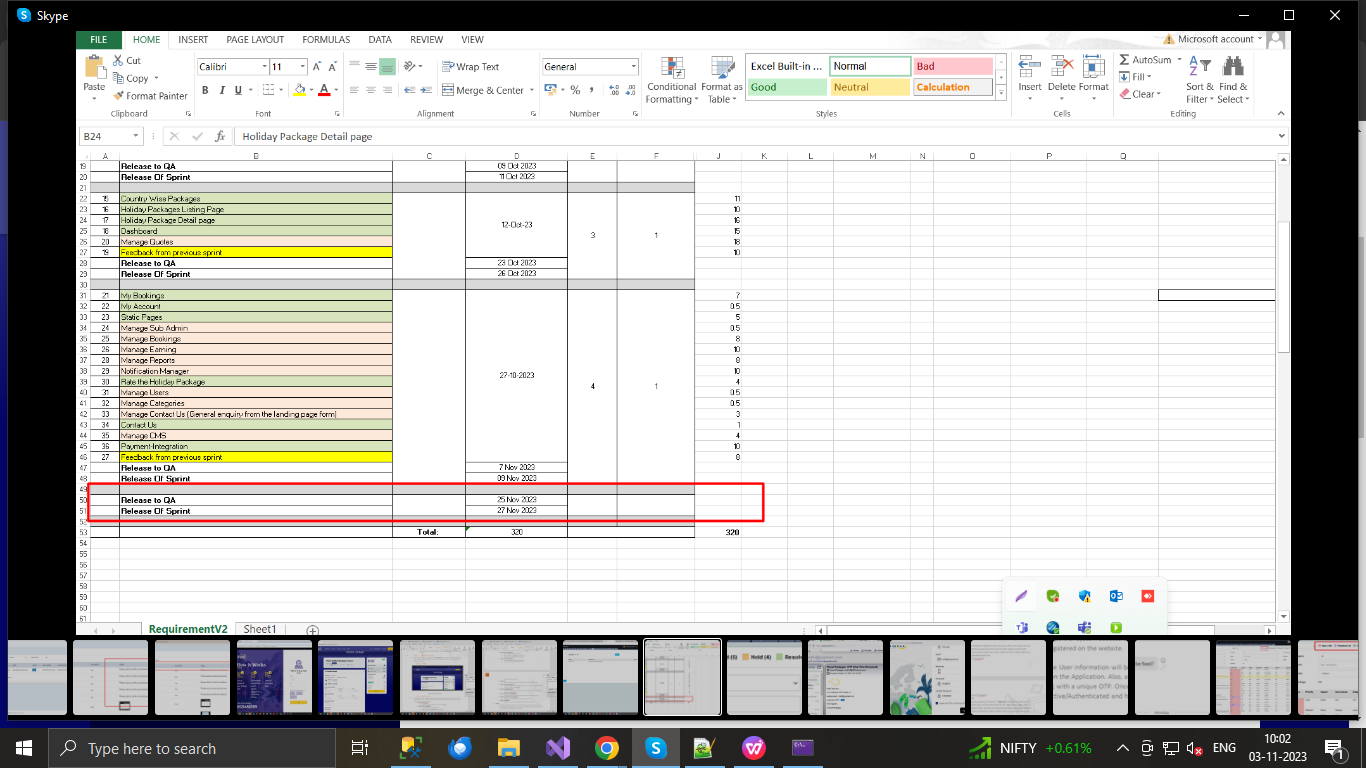 Skype
FILE HOME INSERT PAGE LAYOUT FORMULAS DATA REVIEW VIEW Microsoft account
Paste Cut Copy Format Painter
Calibri 11
B I U A
Wrap Text
Merge & Center
General
% ,
Conditional Formatting Format as Table
Excel Built-in ... Normal Bad
Good Neutral Calculation
Insert Delete Format
AutoSum Fill Clear
Sort & Filter Find & Select
Clipboard Font Alignment Number Styles Cells Editing
B24 fx Holiday Package Detail page
A B C D E F J K L M N O P Q
19 Release to QA 09 Oct 2023
20 Release Of Sprint 11 Oct 2023
21
22 15 Country Wise Packages 11
23 16 Holiday Packages Listing Page 10
24 17 Holiday Package Detail page 12-Oct-23 16
25 18 Dashboard 3 1 15
26 20 Manage Quotes 18
27 19 Feedback from previous sprint 10
28 Release to QA 23 Oct 2023
29 Release Of Sprint 26 Oct 2023
30
31 21 My Bookings 7
32 22 My Account 0.5
33 23 Static Pages 5
34 24 Manage Sub Admin 0.5
35 25 Manage Bookings 8
36 26 Manage Earning 10
37 28 Manage Reports 8
38 29 Notification Manager 27-10-2023 10
39 30 Rate the Holiday Package 4 1 4
40 31 Manage Users 0.5
41 32 Manage Categories 0.5
42 33 Manage Contact Us (General enquiry from the landing page form) 3
43 34 Contact Us 1
44 35 Manage CMS 4
45 36 Payment-Integration 10
46 27 Feedback from previous sprint 8
47 Release to QA 7 Nov 2023
48 Release Of Sprint 09 Nov 2023
49
50 Release to QA 25 Nov 2023
51 Release Of Sprint 27 Nov 2023
52
53 Total: 320 320
54
55
56
57
58
59
60
61
RequirementV2 Sheet1
Type here to search
NIFTY +0.61%
ENG
10:02
03-11-2023
1